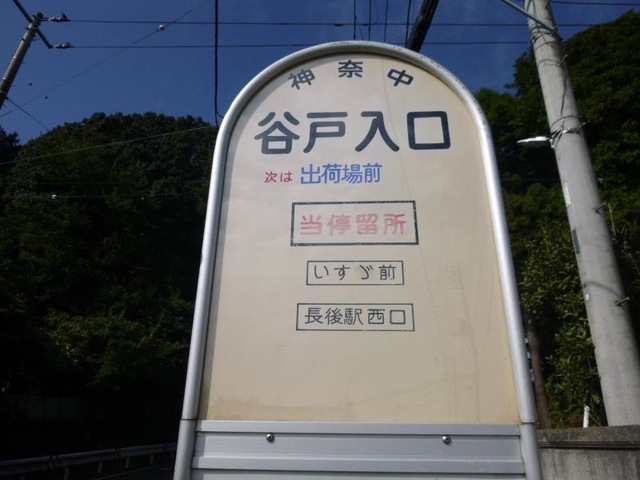 神奈中
谷戸入口
次は 出荷場前
当停留所
いすゞ前
長後駅西口